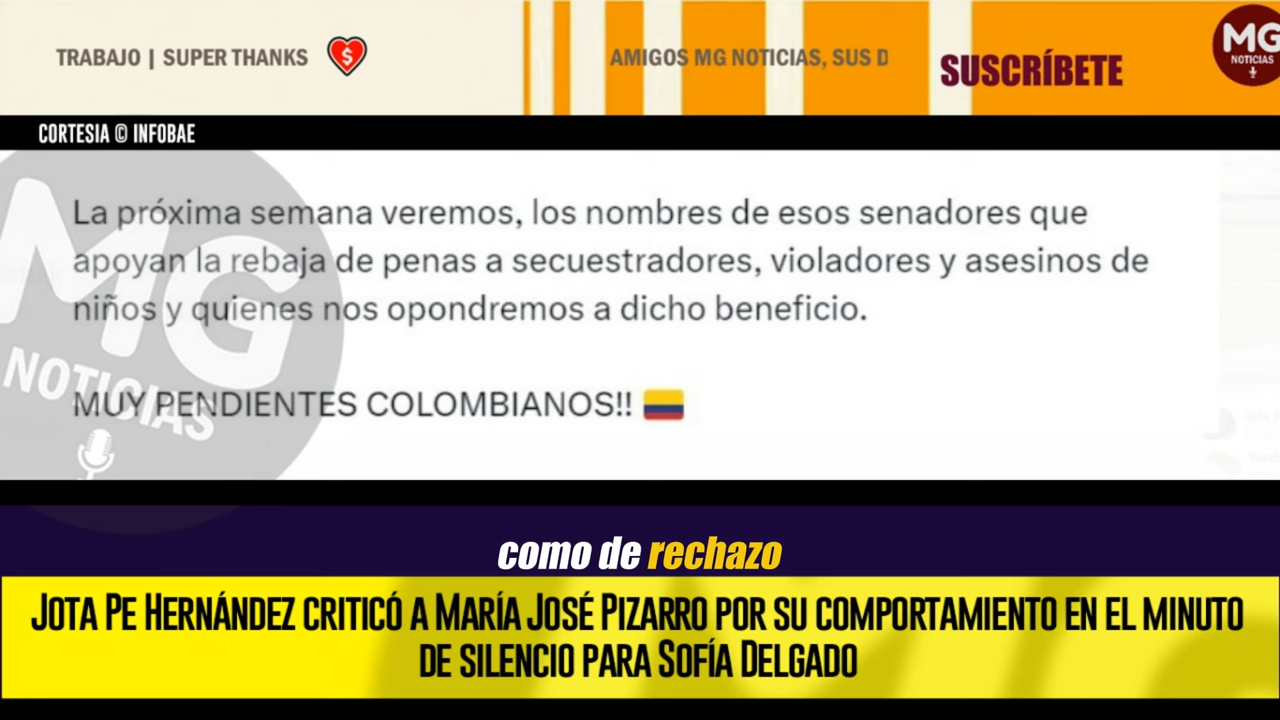 TRABAJO | SUPER THANKS
AMIGOS MG NOTICIAS, SUS D
SUSCRÍBETE
MG
NOTICIAS
CORTESIA © INFOBAE
La próxima semana veremos, los nombres de esos senadores que
apoyan la rebaja de penas a secuestradores, violadores y asesinos de
niños y quienes nos opondremos a dicho beneficio.
MUY PENDIENTES COLOMBIANOS!!
MG
NOTICIAS
como de rechazo
JOTA PE HERNÁNDEZ CRITICÓ A MARÍA JOSÉ PIZARRO POR SU COMPORTAMIENTO EN EL MINUTO
DE SILENCIO PARA SOFÍA DELGADO